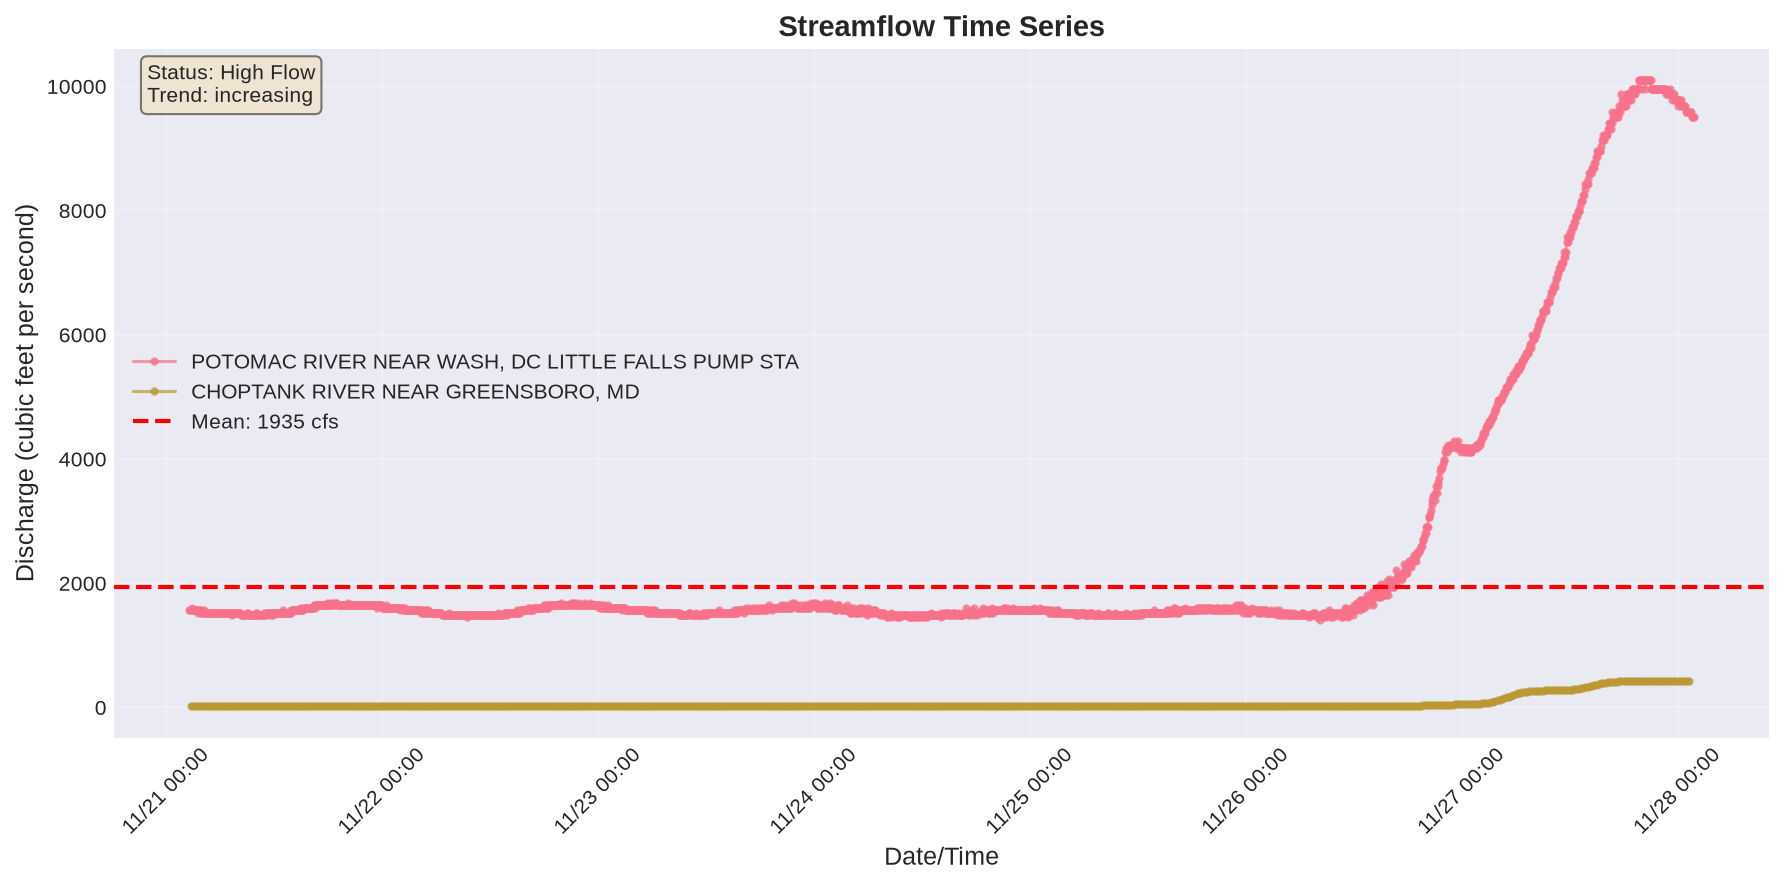 Streamflow Time Series
Status: High Flow
Trend: increasing
Discharge (cubic feet per second)
10000
8000
6000
4000
2000
0
POTOMAC RIVER NEAR WASH, DC LITTLE FALLS PUMP STA
CHOPTANK RIVER NEAR GREENSBORO, MD
Mean: 1935 cfs
11/21 00:00
11/22 00:00
11/23 00:00
11/24 00:00
11/25 00:00
11/26 00:00
11/27 00:00
11/28 00:00
Date/Time